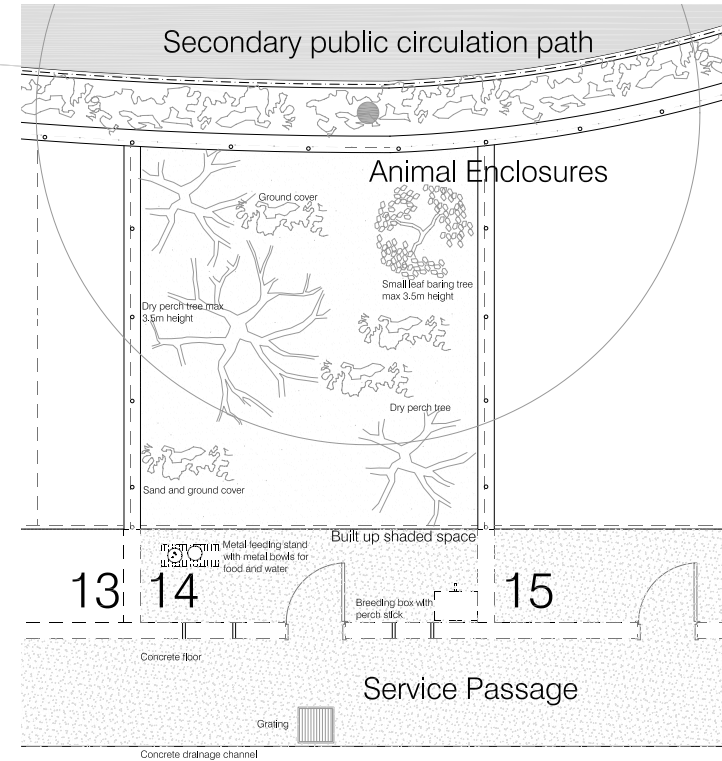 Secondary public circulation path
Animal Enclosures
Ground cover
Small leaf baring tree
max 3.5m height
Dry perch tree max
3.5m height
Dry perch tree
Sand and ground cover
Built up shaded space
Metal feeding stand
with metal bowls for
food and water
13
14
15
Breeding box with
perch stick
Concrete floor
Service Passage
Grating
Concrete drainage channel